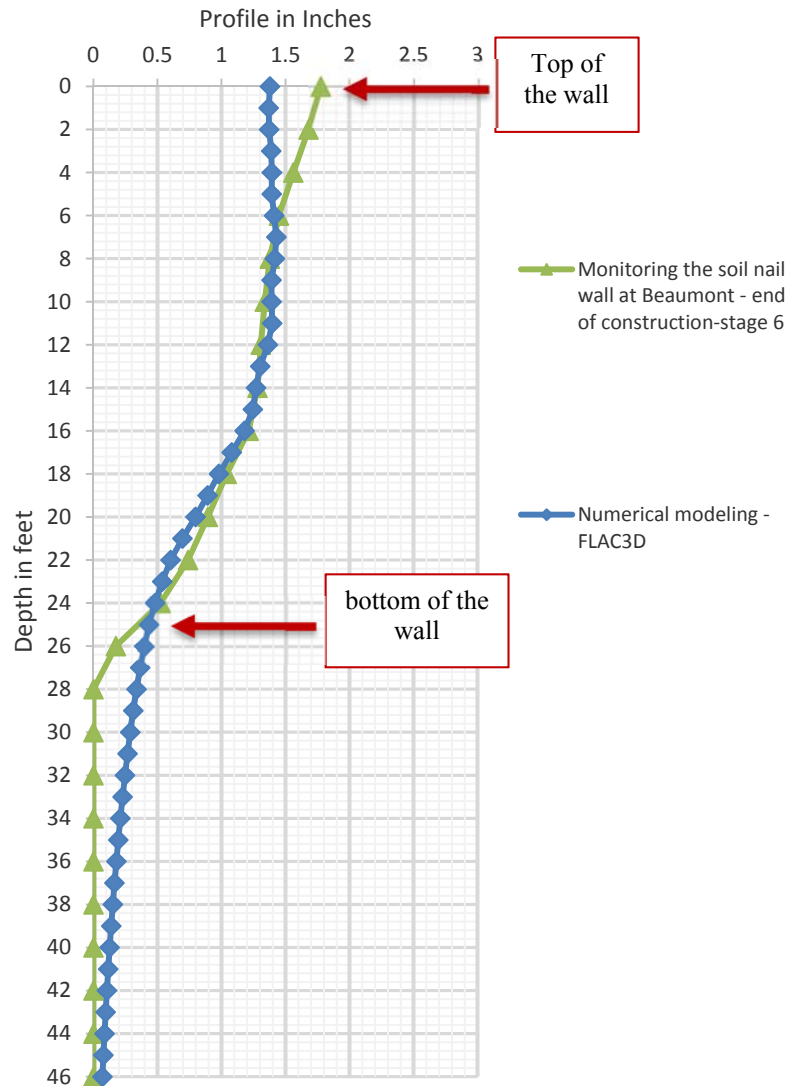 Profile in Inches
0 0.5 1 1.5 2 2.5 3
Top of
the wall
0
2
4
6
8
10
12
14
16
18
20
22
24
26
28
30
32
34
36
38
40
42
44
46
Depth in feet
Monitoring the soil nail
wall at Beaumont - end
of construction-stage 6
Numerical modeling -
FLAC3D
bottom of the
wall